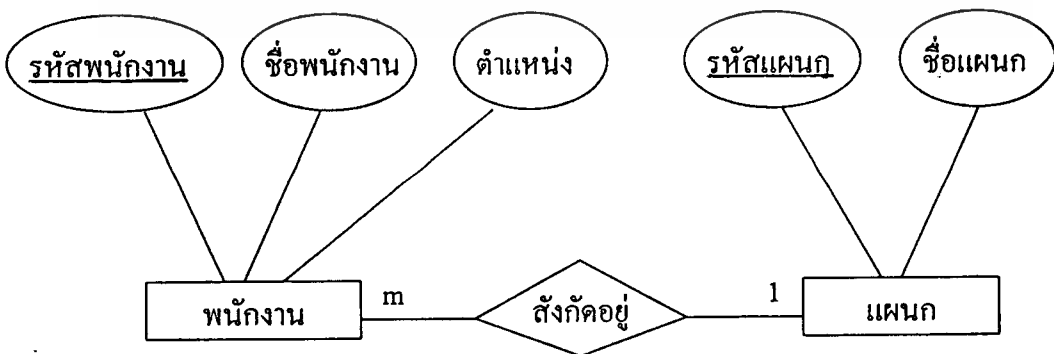 รหัสพนักงาน ชื่อพนักงาน ตำแหน่ง รหัสแผนก ชื่อแผนก
พนักงาน m สังกัดอยู่ 1 แผนก